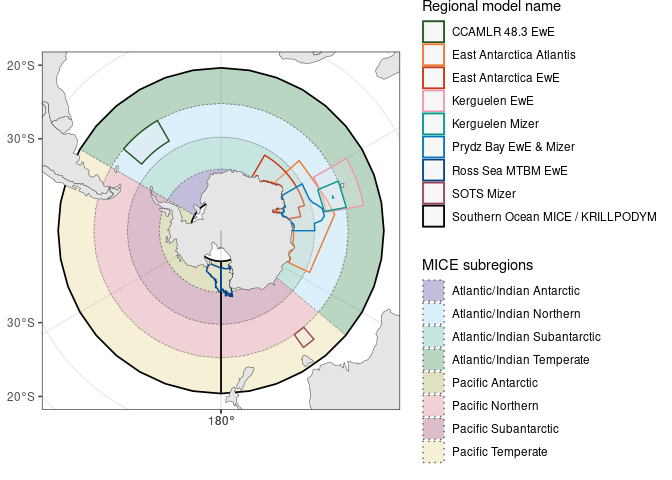 Regional model name
CCAMLR 48.3 EwE
East Antarctica Atlantis
East Antarctica EwE
Kerguelen EwE
Kerguelen Mizer
Prydz Bay EwE & Mizer
Ross Sea MTBM EwE
SOTS Mizer
Southern Ocean MICE / KRILLPODYM
MICE subregions
Atlantic/Indian Antarctic
Atlantic/Indian Northern
Atlantic/Indian Subantarctic
Atlantic/Indian Temperate
Pacific Antarctic
Pacific Northern
Pacific Subantarctic
Pacific Temperate
20°S
30°S
30°S
20°S
180°